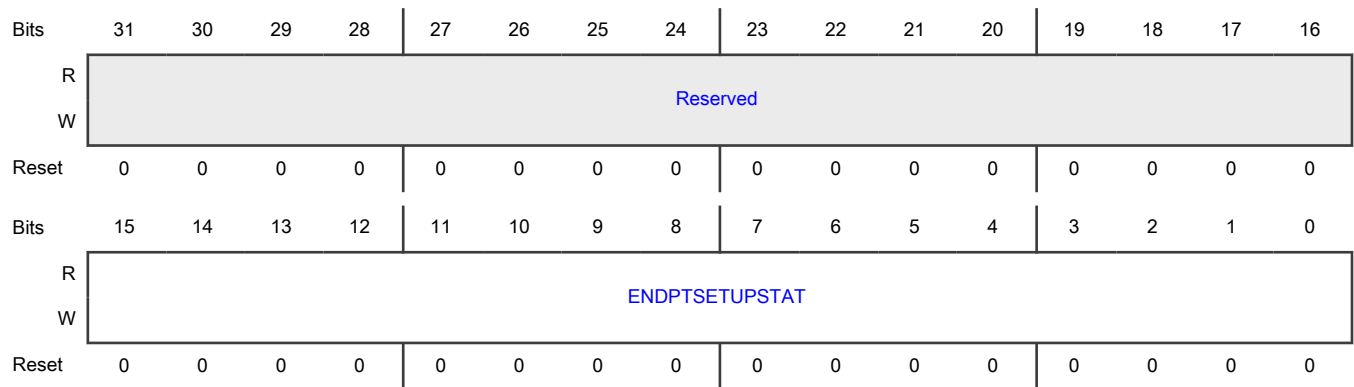 Bits 31 30 29 28 27 26 25 24 23 22 21 20 19 18 17 16
R
Reserved
W
Reset 0 0 0 0 0 0 0 0 0 0 0 0 0 0 0 0
Bits 15 14 13 12 11 10 9 8 7 6 5 4 3 2 1 0
R
ENDPTSETUPSTAT
W
Reset 0 0 0 0 0 0 0 0 0 0 0 0 0 0 0 0